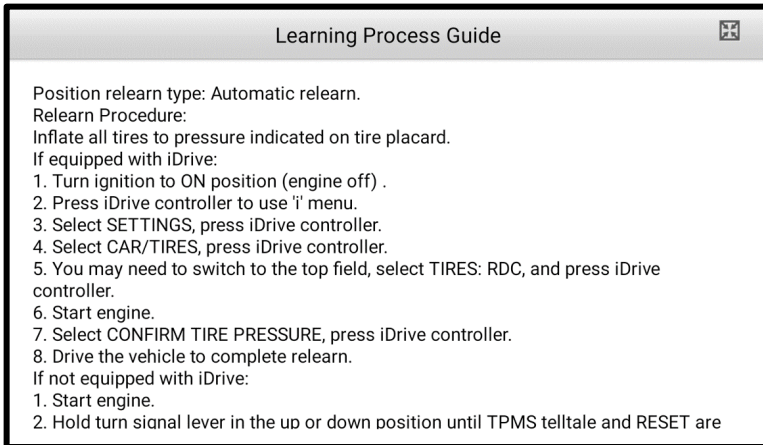 Learning Process Guide
Position relearn type: Automatic relearn.
Relearn Procedure:
Inflate all tires to pressure indicated on tire placard.
If equipped with iDrive:
1. Turn ignition to ON position (engine off) .
2. Press iDrive controller to use 'i' menu.
3. Select SETTINGS, press iDrive controller.
4. Select CAR/TIRES, press iDrive controller.
5. You may need to switch to the top field, select TIRES: RDC, and press iDrive
controller.
6. Start engine.
7. Select CONFIRM TIRE PRESSURE, press iDrive controller.
8. Drive the vehicle to complete relearn.
If not equipped with iDrive:
1. Start engine.
2. Hold turn signal lever in the up or down position until TPMS telltale and RESET are